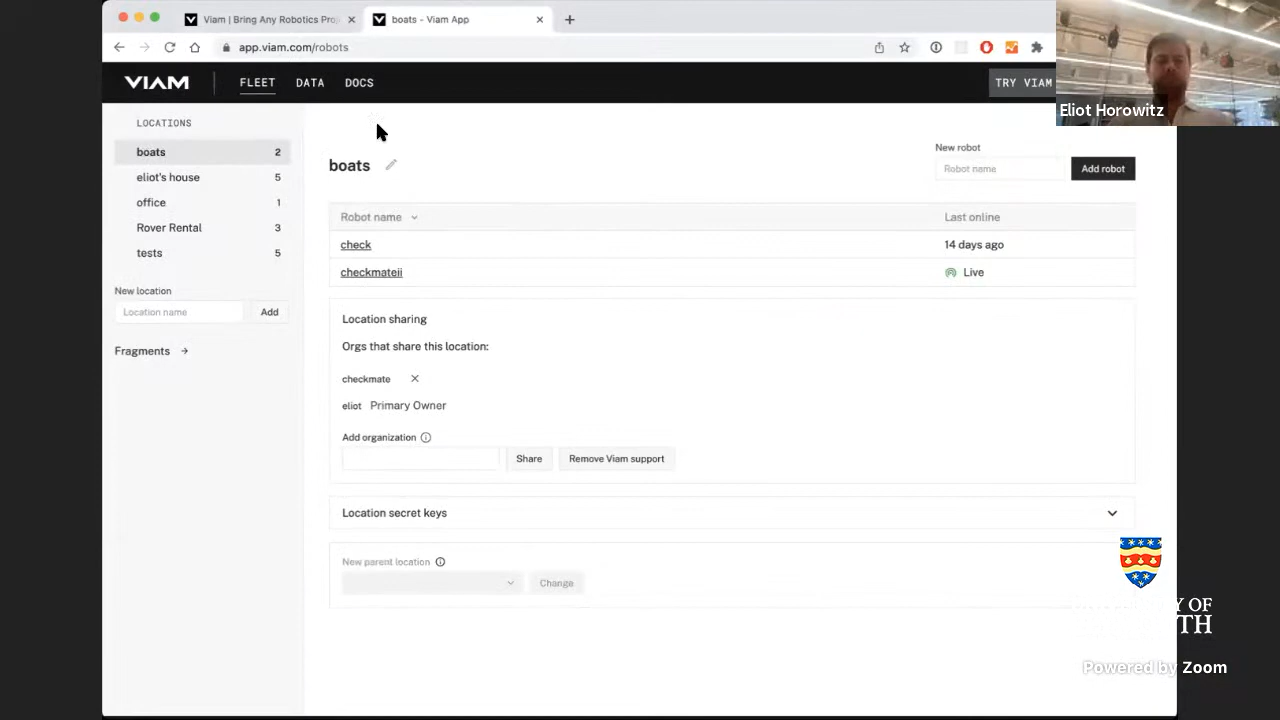 Viam | Bring Any Robotics Pro
boats - Viam App
app.viam.com/robots
VIAM
FLEET
DATA
DOCS
TRY VIAM
Eliot Horowitz
LOCATIONS
boats 2
eliot's house 5
office 1
Rover Rental 3
tests 5
New location
Location name
Add
Fragments →
boats
New robot
Robot name
Add robot
Robot name
Last online
check
14 days ago
checkmateii
Live
Location sharing
Orgs that share this location:
checkmate
eliot Primary Owner
Add organization
Share
Remove Viam support
Location secret keys
New parent location
Change
Powered by Zoom